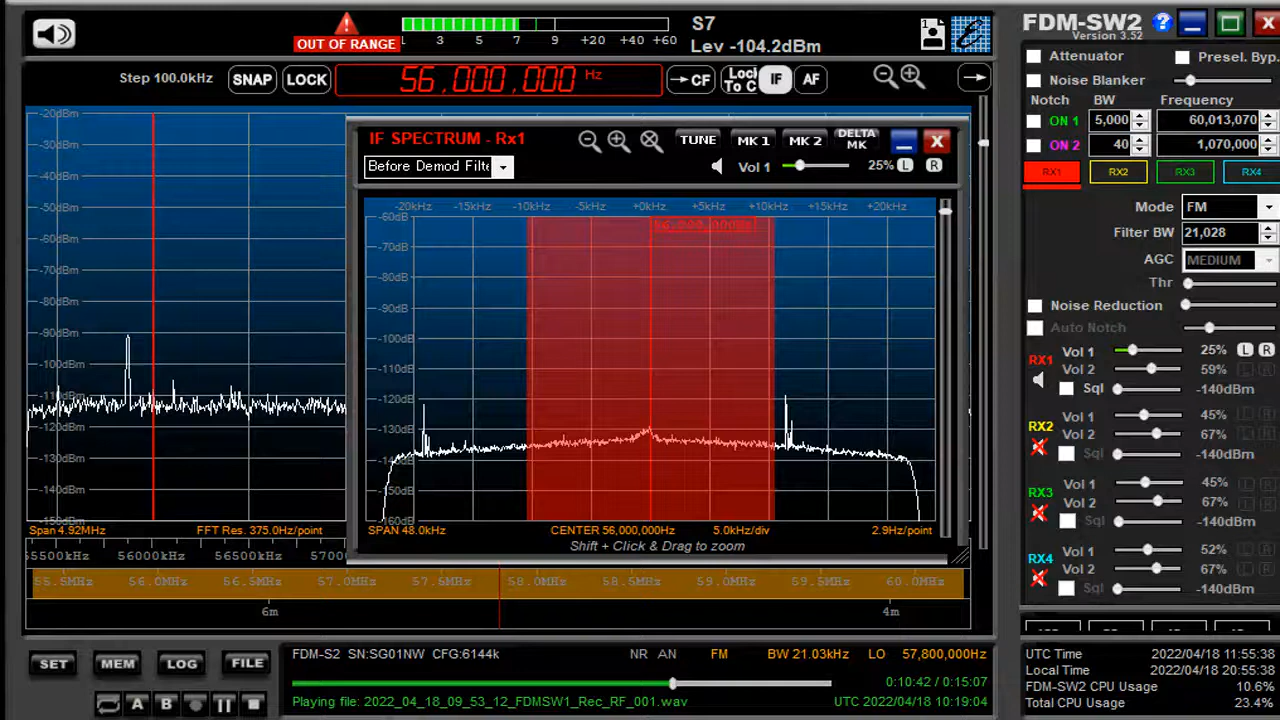 OUT OF RANGE
1 3 5 7 9 +20 +40 +60
S7
Lev -104.2dBm
FDM-SW2
Version 3.52
Step 100.0kHz
SNAP
LOCK
56,000,000 Hz
→CF
IF
AF
-20dBm
-30dBm
-40dBm
-50dBm
-60dBm
-70dBm
-80dBm
-90dBm
-100dBm
-110dBm
-120dBm
-130dBm
-140dBm
Span 4.92MHz
FFT Res. 375.0Hz/point
55500kHz 56000kHz 56500kHz
55.5MHz 56.0MHz 56.5MHz 57.0MHz 57.5MHz 58.0MHz 58.5MHz 59.0MHz 59.5MHz 60.0MHz
6m 4m
IF SPECTRUM - Rx1
TUNE
MK 1
MK 2
DELTA
MK
Before Demod Filte
Vol 1
25%
L
R
-20kHz -15kHz -10kHz -5kHz +0kHz +5kHz +10kHz +15kHz +20kHz
-60dB
-70dB
-80dB
-90dB
-100dB
-110dB
-120dB
-130dB
-140dB
-150dB
-160dB
56,000,000Hz
SPAN 48.0kHz
CENTER 56,000,000Hz
5.0kHz/div
2.9Hz/point
Shift + Click & Drag to zoom
Attenuator
Presel. Byp.
Noise Blanker
Notch BW Frequency
ON 1 5,000 60,013,070
ON 2 40 1,070,000
RX1 RX2 RX3 RX4
Mode FM
Filter BW 21,028
AGC MEDIUM
Thr
Noise Reduction
Auto Notch
RX1
Vol 1 25% L R
Vol 2 59% L R
Sql -140dBm
RX2
Vol 1 45% L R
Vol 2 67% L R
Sql -140dBm
RX3
Vol 1 45% L R
Vol 2 67% L R
Sql -140dBm
RX4
Vol 1 52% L R
Vol 2 67% L R
Sql -140dBm
SET
MEM
LOG
FILE
A
B
FDM-S2 SN:SG01NW CFG:6144k
NR AN FM BW 21.03kHz LO 57,800,000Hz
0:10:42 / 0:15:07
Playing file: 2022_04_18_09_53_12_FDMSW1_Rec_RF_001.wav
UTC 2022/04/18 10:19:04
UTC Time 2022/04/18 11:55:38
Local Time 2022/04/18 20:55:38
FDM-SW2 CPU Usage 10.6%
Total CPU Usage 23.4%